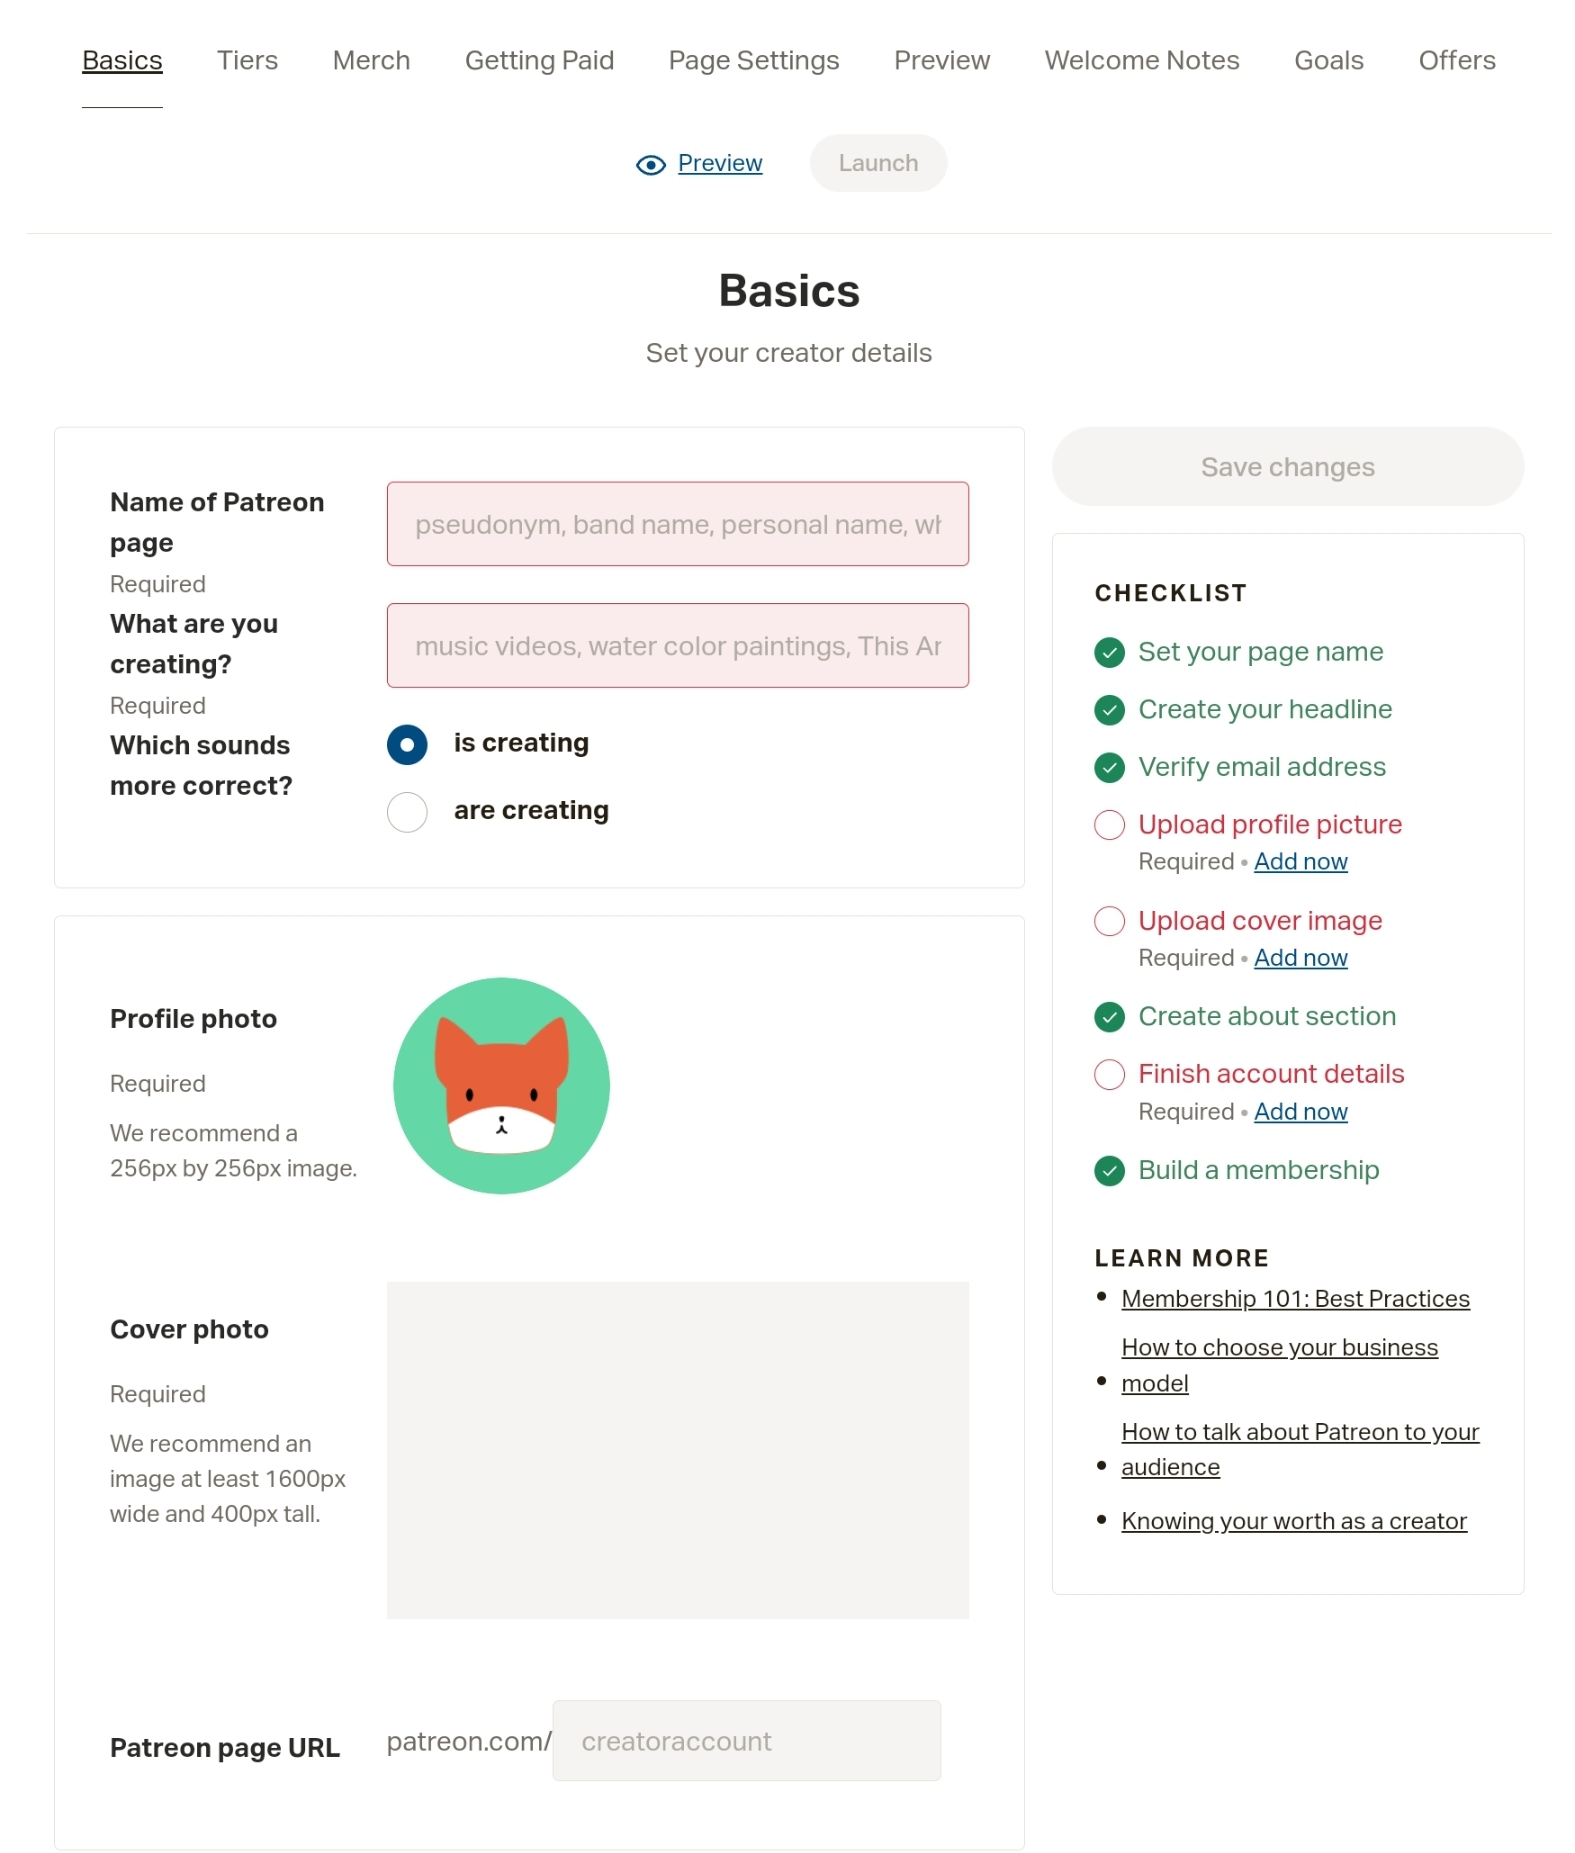 Basics Tiers Merch Getting Paid Page Settings Preview Welcome Notes Goals Offers
Preview Launch
Basics
Set your creator details
Name of Patreon
page
Required
pseudonym, band name, personal name, wh
What are you
creating?
Required
music videos, water color paintings, This Ar
Which sounds
more correct?
is creating
are creating
Profile photo
Required
We recommend a
256px by 256px image.
Cover photo
Required
We recommend an
image at least 1600px
wide and 400px tall.
Patreon page URL patreon.com/ creatoraccount
Save changes
CHECKLIST
Set your page name
Create your headline
Verify email address
Upload profile picture
Required • Add now
Upload cover image
Required • Add now
Create about section
Finish account details
Required • Add now
Build a membership
LEARN MORE
• Membership 101: Best Practices
How to choose your business
• model
How to talk about Patreon to your
• audience
• Knowing your worth as a creator